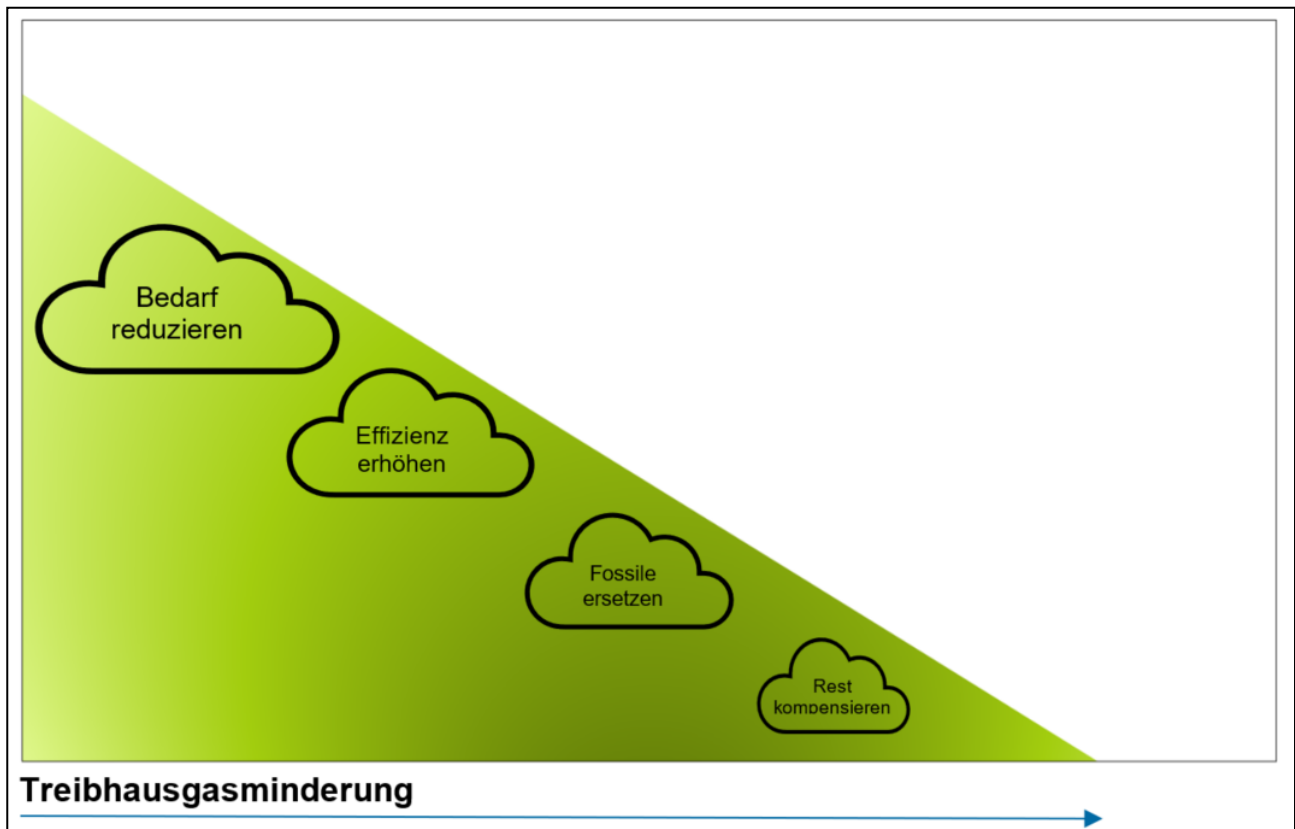 Bedarf
reduzieren
Effizienz
erhöhen
Fossile
ersetzen
Rest
kompensieren
Treibhausgasminderung